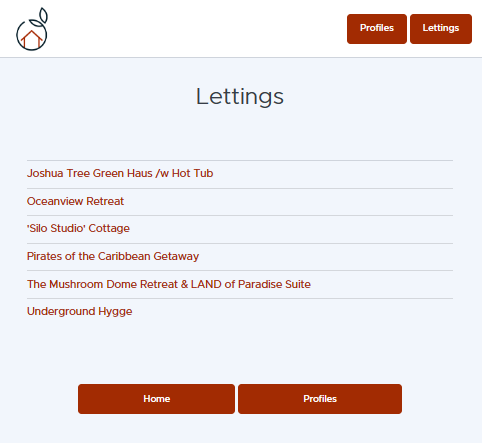 Profiles Lettings
Lettings
Joshua Tree Green Haus /w Hot Tub
Oceanview Retreat
'Silo Studio' Cottage
Pirates of the Caribbean Getaway
The Mushroom Dome Retreat & LAND of Paradise Suite
Underground Hygge
Home Profiles